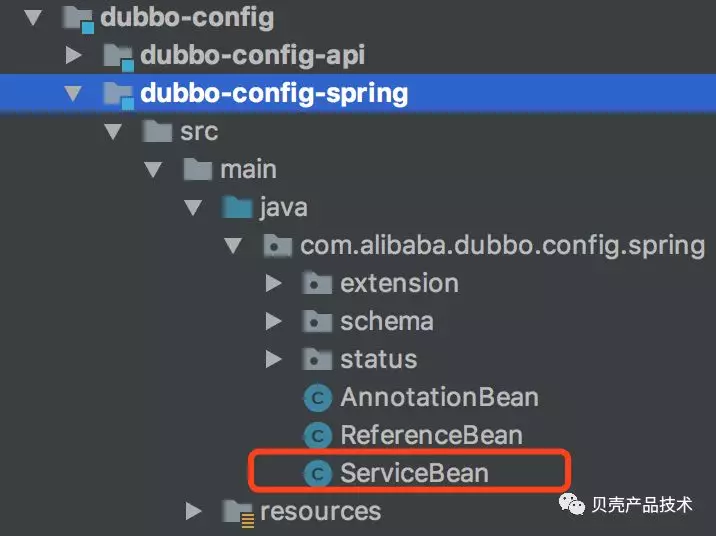 dubbo-config
dubbo-config-api
dubbo-config-spring
src
main
java
com.alibaba.dubbo.config.spring
extension
schema
status
C AnnotationBean
C ReferenceBean
C ServiceBean
resources
贝壳产品技术